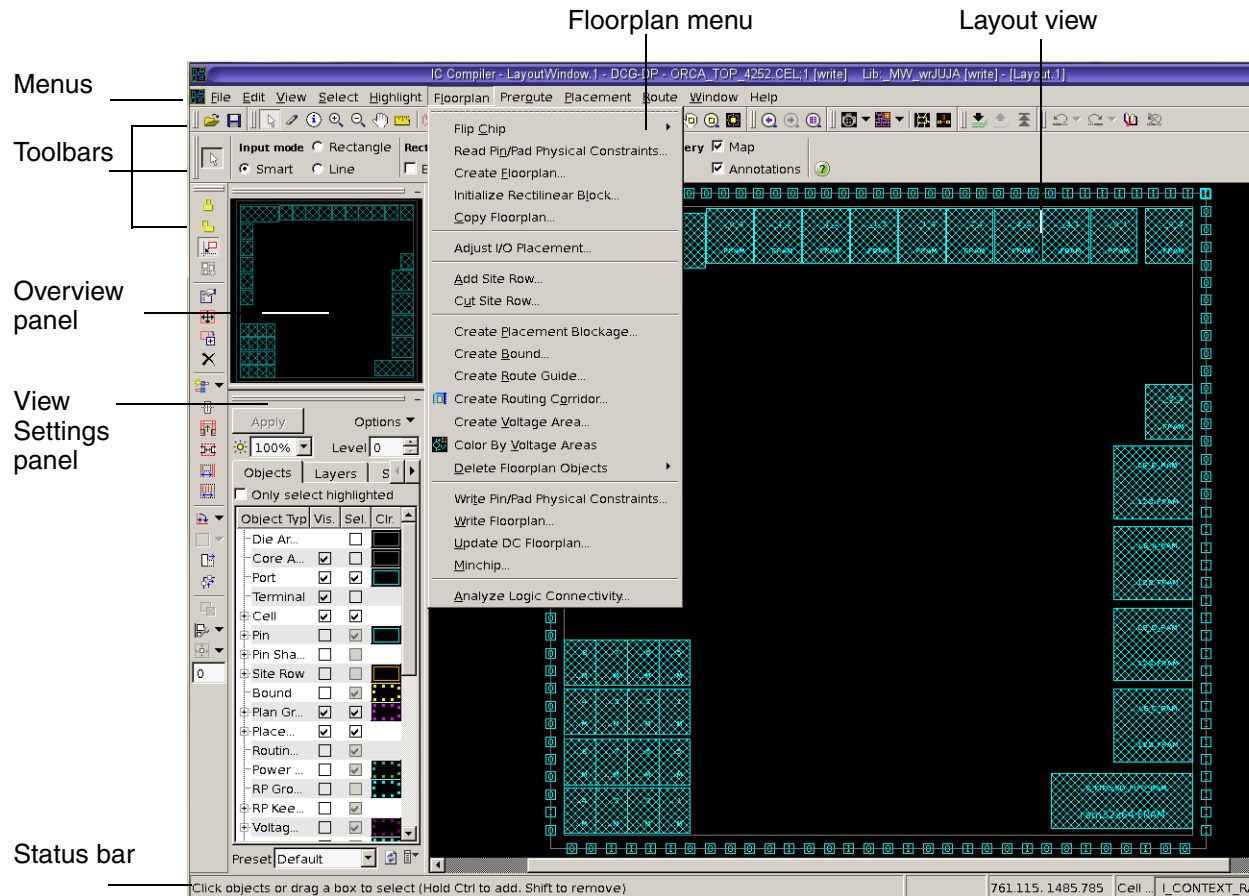 Floorplan menu
Layout view
Menus
Toolbars
Overview
panel
View
Settings
panel
Status bar
IC Compiler - LayoutWindow.1 - DCG-DP - ORCA_TOP_4252.CEL;1 [write] Lib:_MW_wrJUJA [write] - [Layout.1]
File Edit View Select Highlight Floorplan Preroute Placement Route Window Help
Input mode Rectangle
Smart Line
Map
Annotations
Flip Chip
Read Pin/Pad Physical Constraints...
Create Floorplan...
Initialize Rectilinear Block...
Copy Floorplan...
Adjust I/O Placement...
Add Site Row...
Cut Site Row...
Create Placement Blockage...
Create Bound...
Create Route Guide...
Create Routing Corridor...
Create Voltage Area...
Color By Voltage Areas
Delete Floorplan Objects
Write Pin/Pad Physical Constraints...
Write Floorplan...
Update DC Floorplan...
Minchip...
Analyze Logic Connectivity...
Apply Options
100% Level 0
Objects Layers S
Only select highlighted
Object Typ Vis. Sel. Clr.
Die Ar...
Core A...
Port
Terminal
Cell
Pin
Pin Sha...
Site Row
Bound
Plan Gr...
Place...
Routin...
Power ...
RP Gro...
RP Kee...
Voltag...
Preset Default
0
ram32x64 FRAM
Click objects or drag a box to select (Hold Ctrl to add. Shift to remove)
761.115. 1485.785 Cell ...